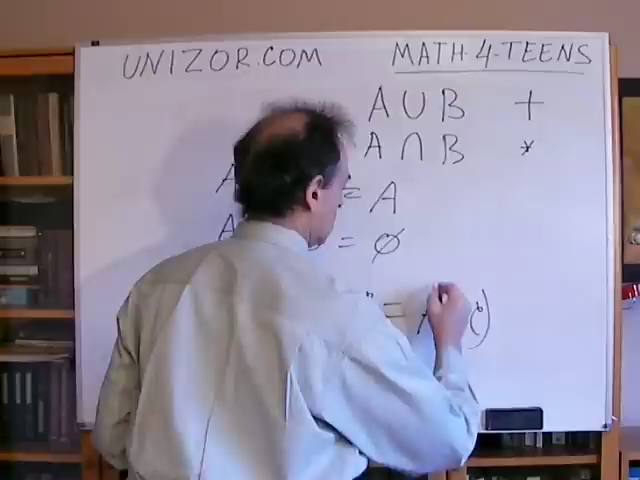 UNIZOR.COM MATH-4-TEENS
A ∪ B +
A ∩ B *
A = A
A = ∅
=